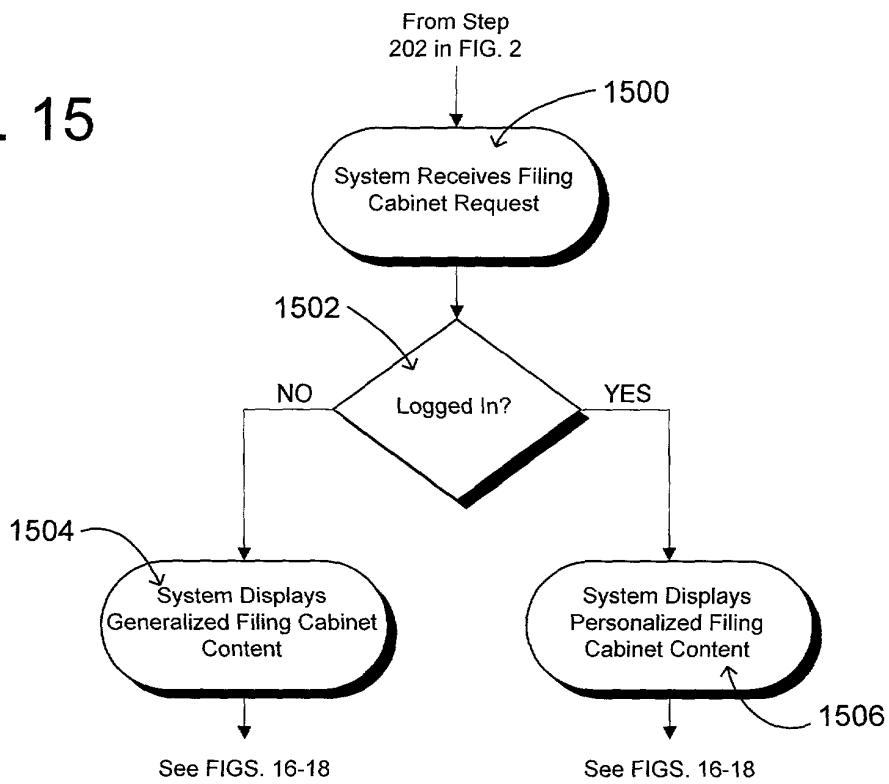 From Step
202 in FIG. 2
1500
. 15
System Receives Filing
Cabinet Request
1502
NO
Logged In?
YES
1504
System Displays
Generalized Filing Cabinet
Content
System Displays
Personalized Filing
Cabinet Content
1506
See FIGS. 16-18
See FIGS. 16-18